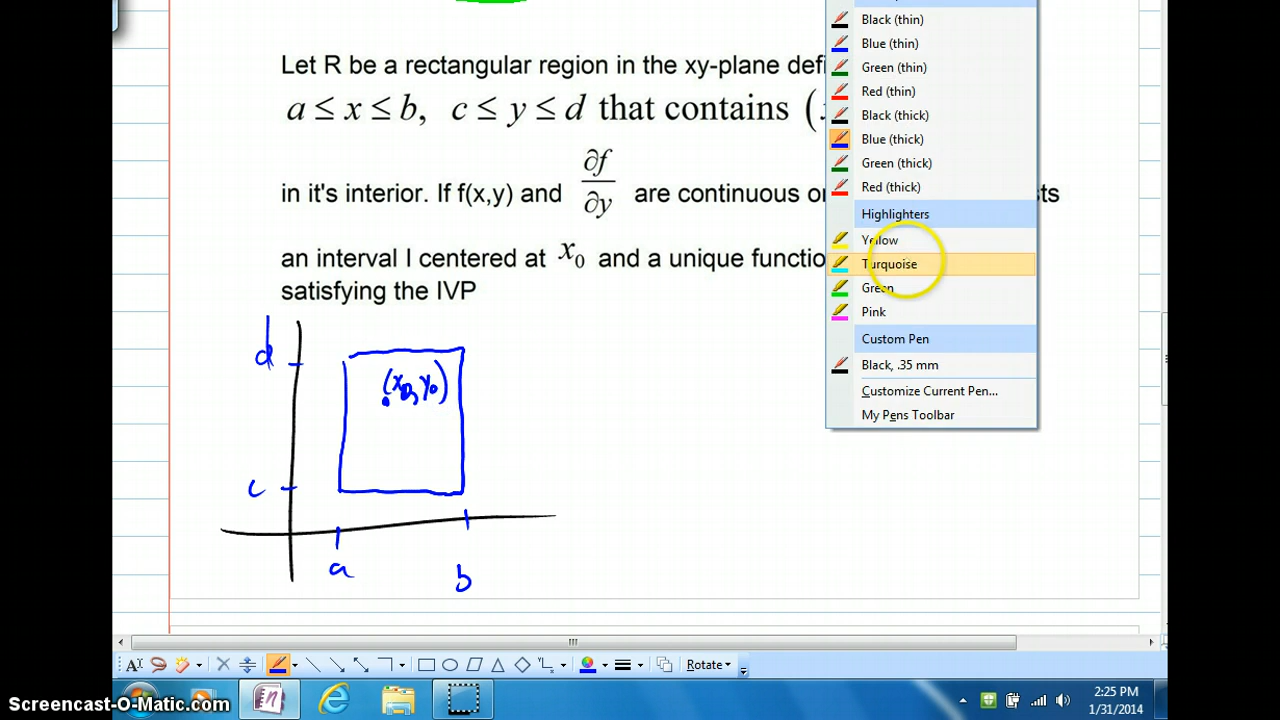 Let R be a rectangular region in the xy-plane
a ≤ x ≤ b, c ≤ y ≤ d that contains (
in it's interior. If f(x,y) and ∂f/∂y are continuous
an interval I centered at x₀ and a unique
satisfying the IVP
d
(x₀, y₀)
c
a
b
Black (thin)
Blue (thin)
Green (thin)
Red (thin)
Black (thick)
Blue (thick)
Green (thick)
Red (thick)
Highlighters
Yellow
Turquoise
Green
Pink
Custom Pen
Black, .35 mm
Customize Current Pen...
My Pens Toolbar
Rotate
2:25 PM
1/31/2014
Screencast-O-Matic.com